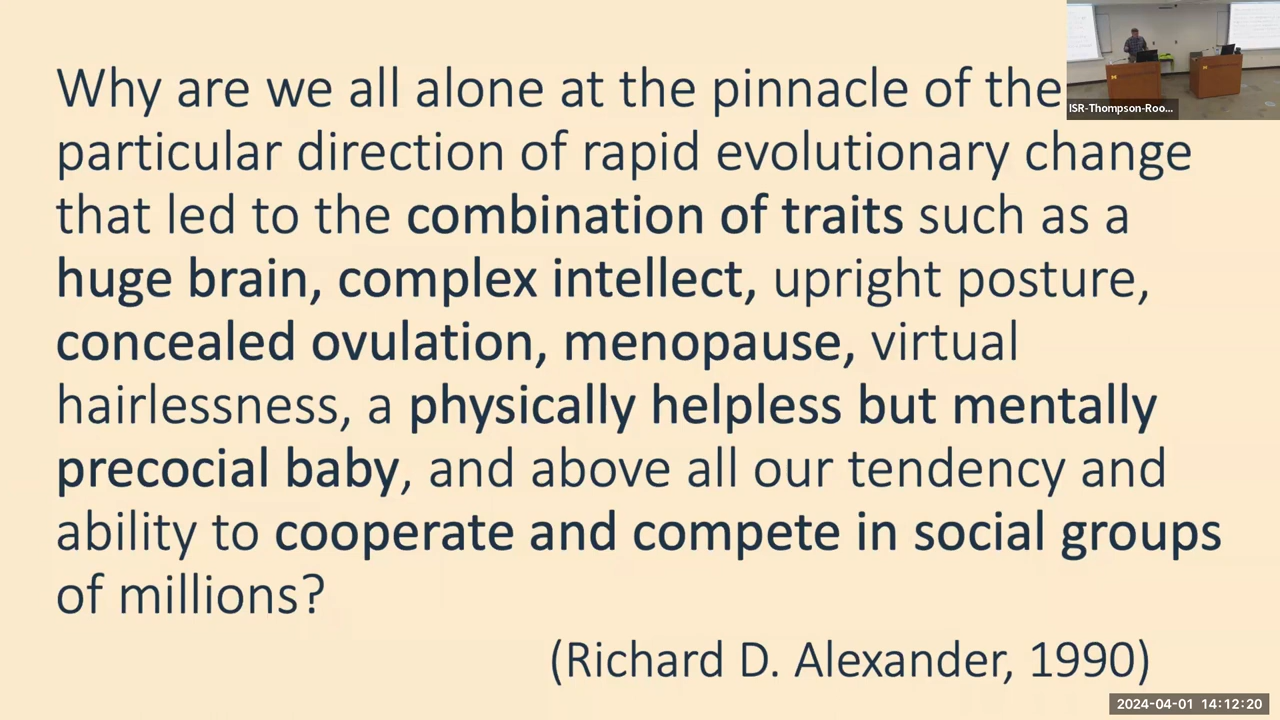 Why are we all alone at the pinnacle of the
particular direction of rapid evolutionary change
that led to the combination of traits such as a
huge brain, complex intellect, upright posture,
concealed ovulation, menopause, virtual
hairlessness, a physically helpless but mentally
precocial baby, and above all our tendency and
ability to cooperate and compete in social groups
of millions?
(Richard D. Alexander, 1990)
ISR-Thompson-Roo...
2024-04-01 14:12:20